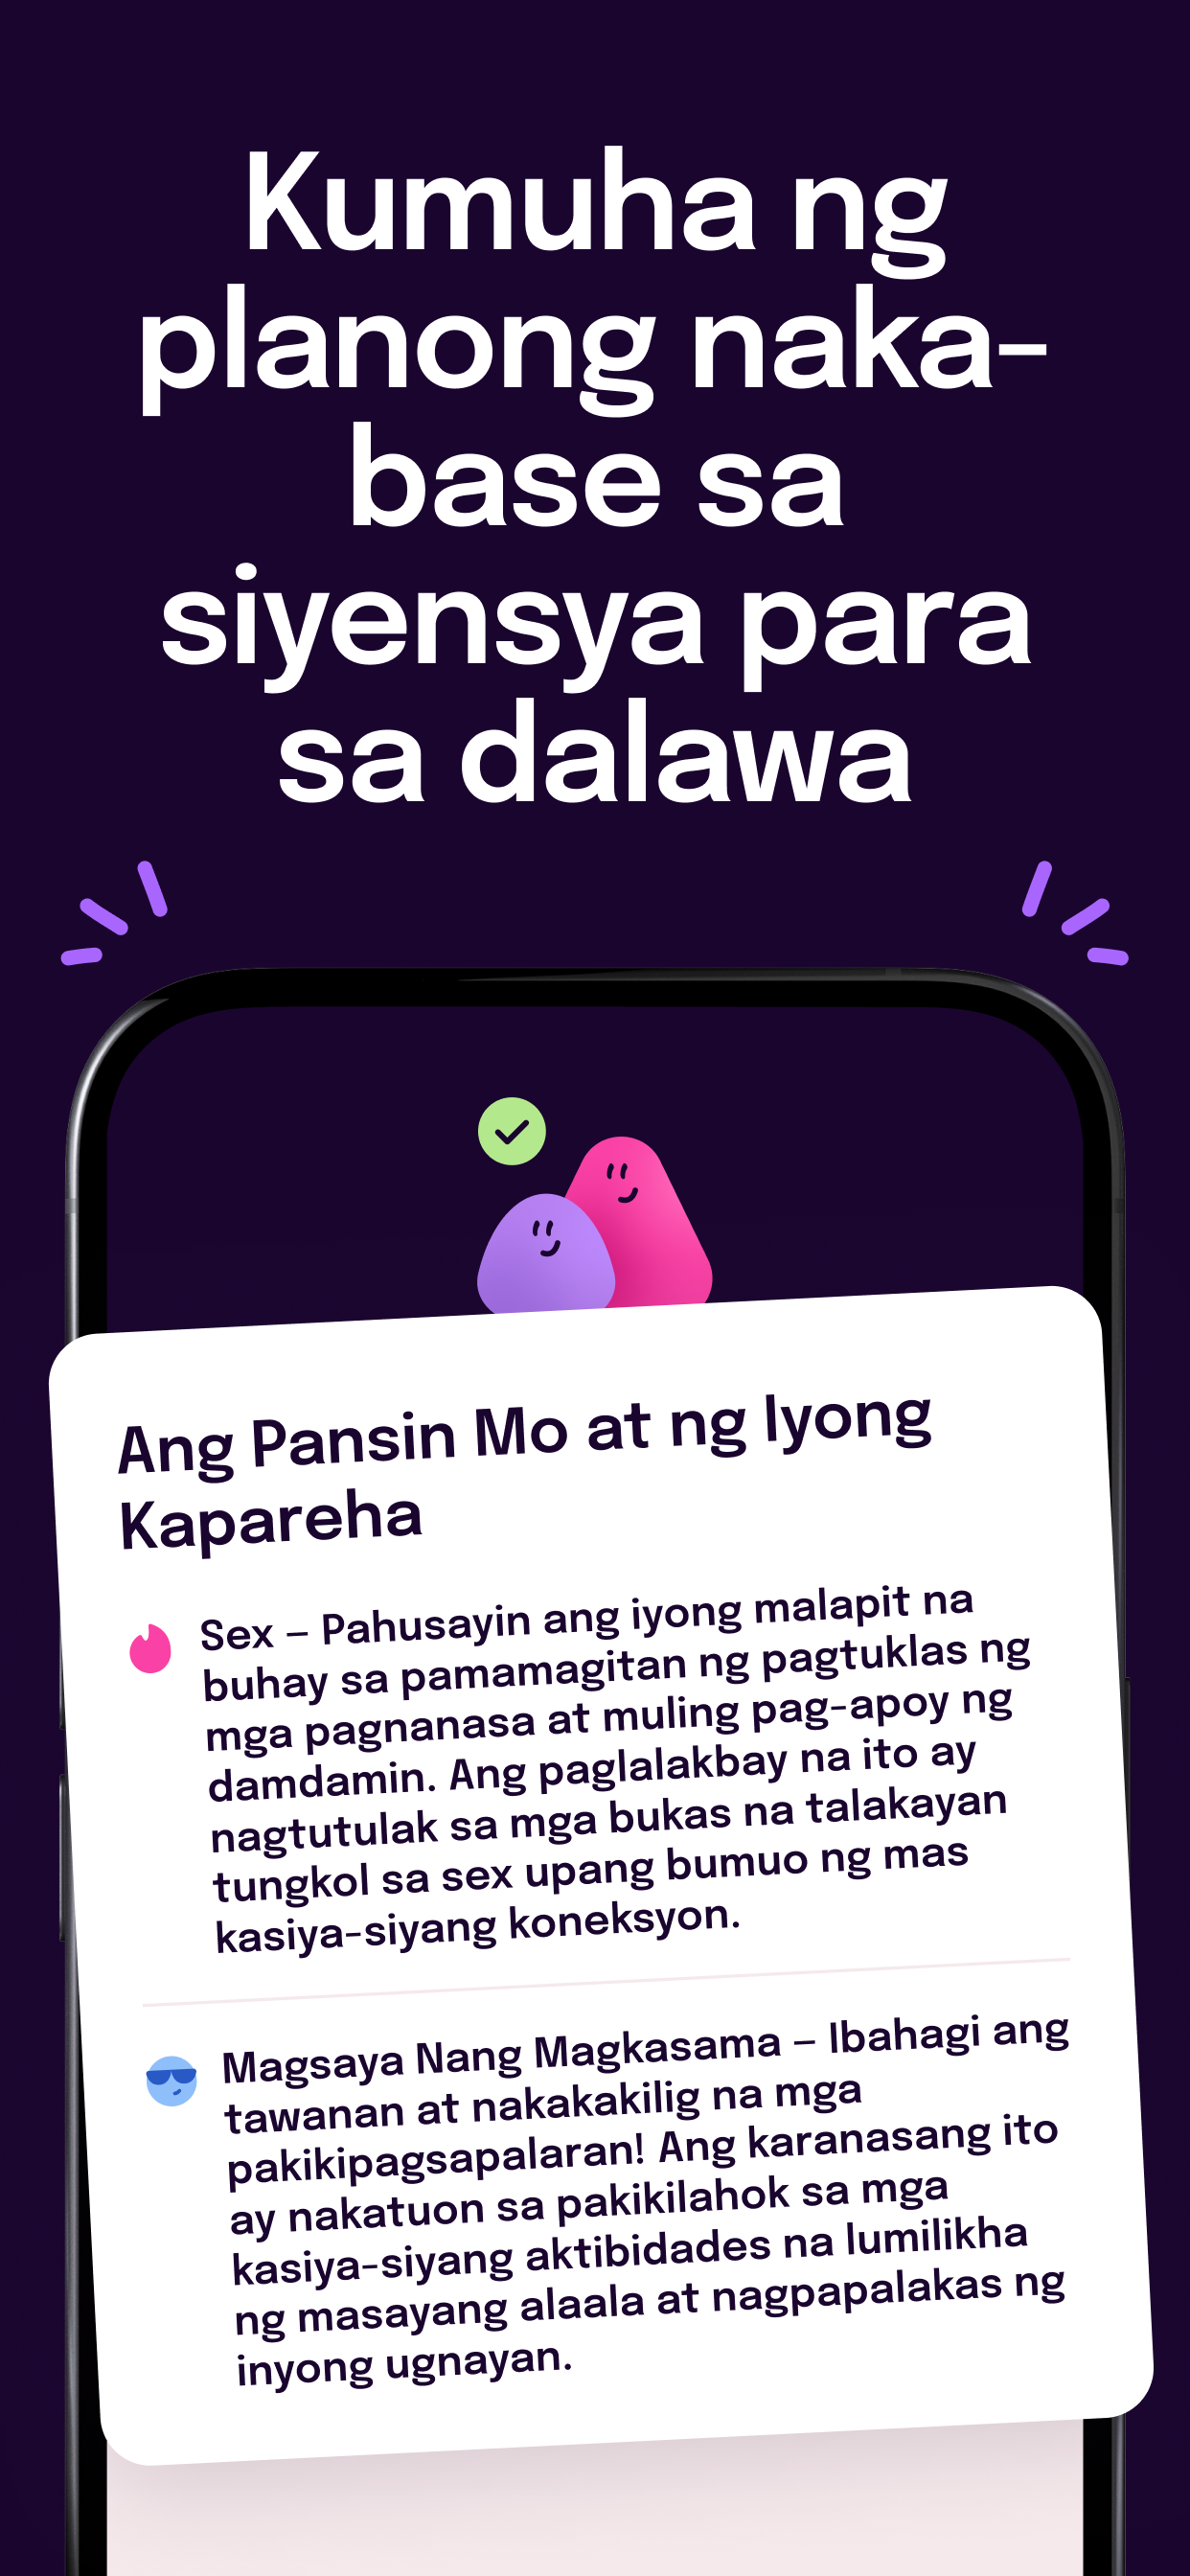 Kumuha ng
planong naka-
base sa
siyensya para
sa dalawa
Ang Pansin Mo at ng Iyong
Kapareha
Sex – Pahusayin ang iyong malapit na
buhay sa pamamagitan ng pagtuklas ng
mga pagnanasa at muling pag-apoy ng
damdamin. Ang paglalakbay na ito ay
nagtutulak sa mga bukas na talakayan
tungkol sa sex upang bumuo ng mas
kasiya-siyang koneksyon.
Magsaya Nang Magkasama – Ibahagi ang
tawanan at nakakakilig na mga
pakikipagsapalaran! Ang karanasang ito
ay nakatuon sa pakikilahok sa mga
kasiya-siyang aktibidades na lumilikha
ng masayang alaala at nagpapalakas ng
inyong ugnayan.